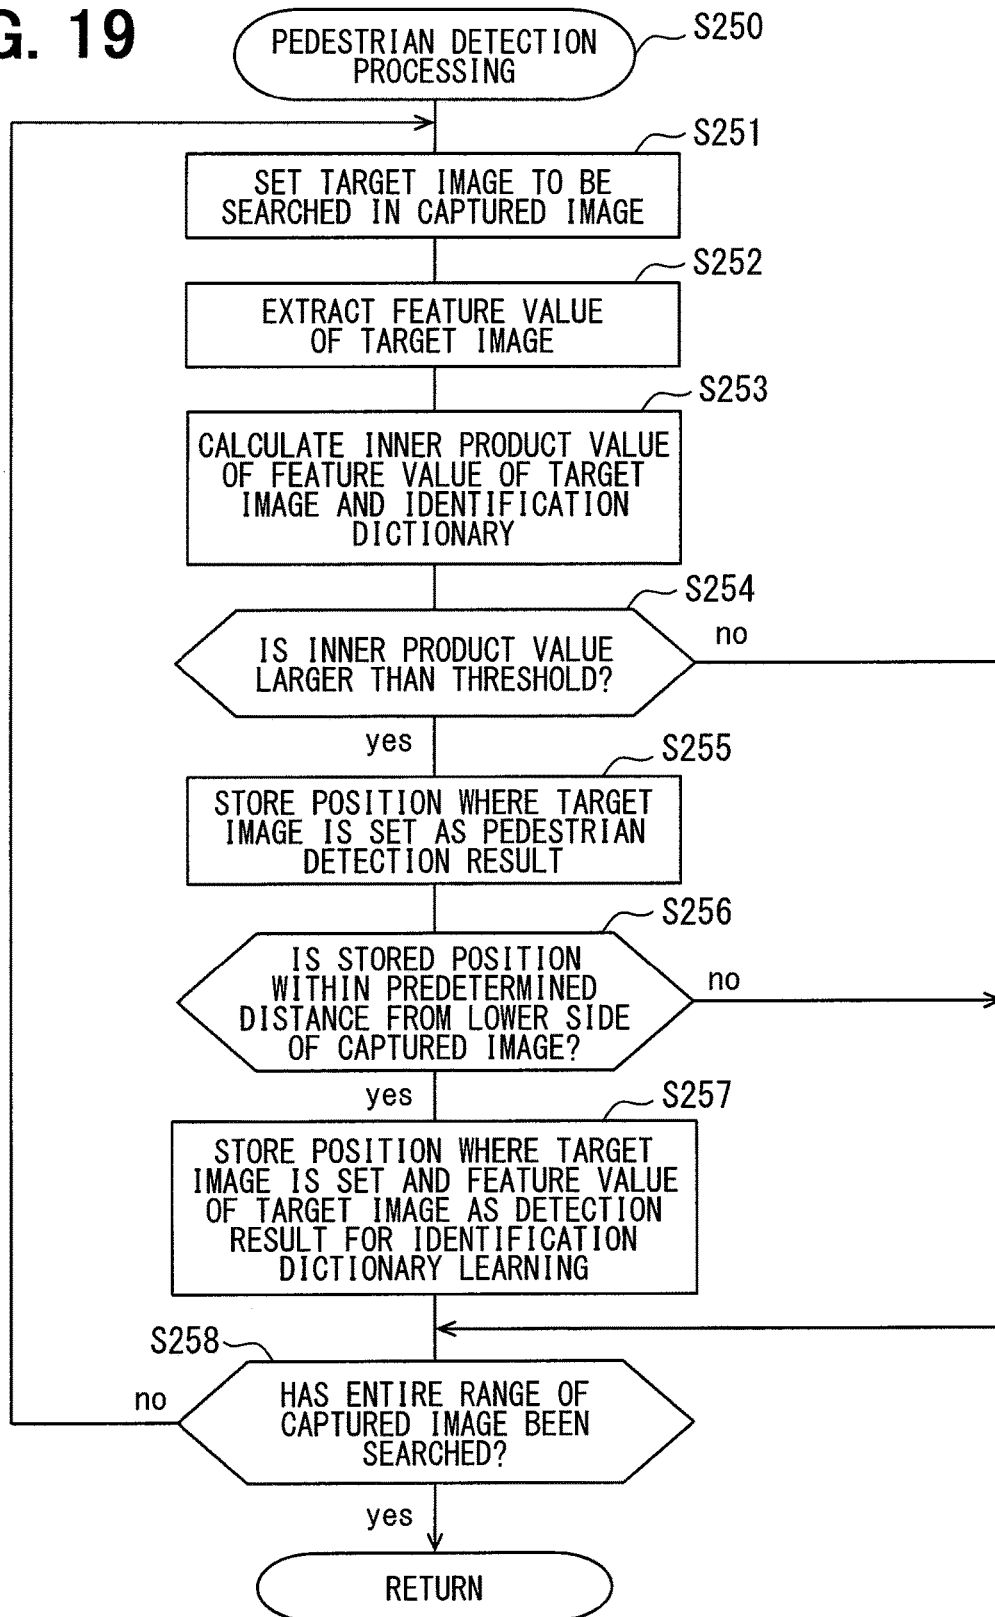 G. 19
PEDESTRIAN DETECTION
PROCESSING
S250
S251
SET TARGET IMAGE TO BE
SEARCHED IN CAPTURED IMAGE
S252
EXTRACT FEATURE VALUE
OF TARGET IMAGE
S253
CALCULATE INNER PRODUCT VALUE
OF FEATURE VALUE OF TARGET
IMAGE AND IDENTIFICATION
DICTIONARY
S254
IS INNER PRODUCT VALUE
LARGER THAN THRESHOLD?
no
yes
S255
STORE POSITION WHERE TARGET
IMAGE IS SET AS PEDESTRIAN
DETECTION RESULT
S256
IS STORED POSITION
WITHIN PREDETERMINED
DISTANCE FROM LOWER SIDE
OF CAPTURED IMAGE?
no
yes
S257
STORE POSITION WHERE TARGET
IMAGE IS SET AND FEATURE VALUE
OF TARGET IMAGE AS DETECTION
RESULT FOR IDENTIFICATION
DICTIONARY LEARNING
S258
HAS ENTIRE RANGE OF
CAPTURED IMAGE BEEN
SEARCHED?
no
yes
RETURN